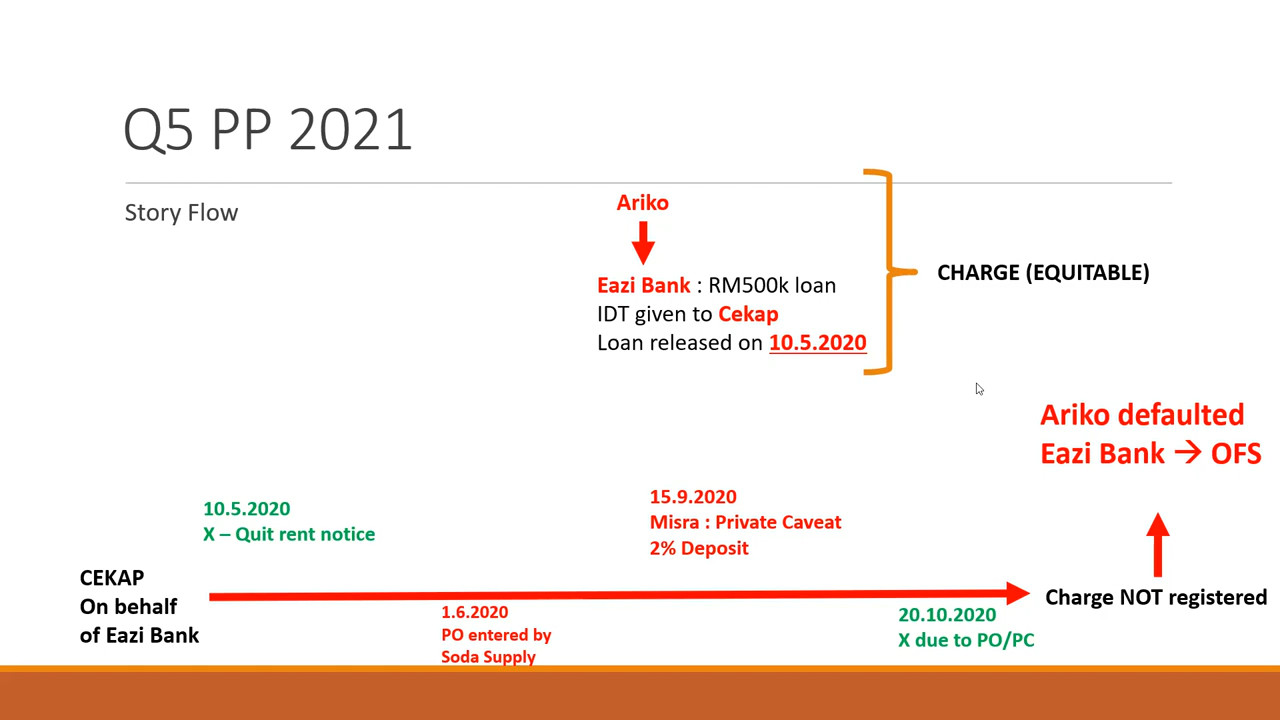 Q5 PP 2021
Story Flow
Ariko
Eazi Bank : RM500k loan
IDT given to Cekap
Loan released on 10.5.2020
CHARGE (EQUITABLE)
Ariko defaulted
Eazi Bank → OFS
10.5.2020
X – Quit rent notice
15.9.2020
Misra : Private Caveat
2% Deposit
CEKAP
On behalf
of Eazi Bank
1.6.2020
PO entered by
Soda Supply
20.10.2020
X due to PO/PC
Charge NOT registered